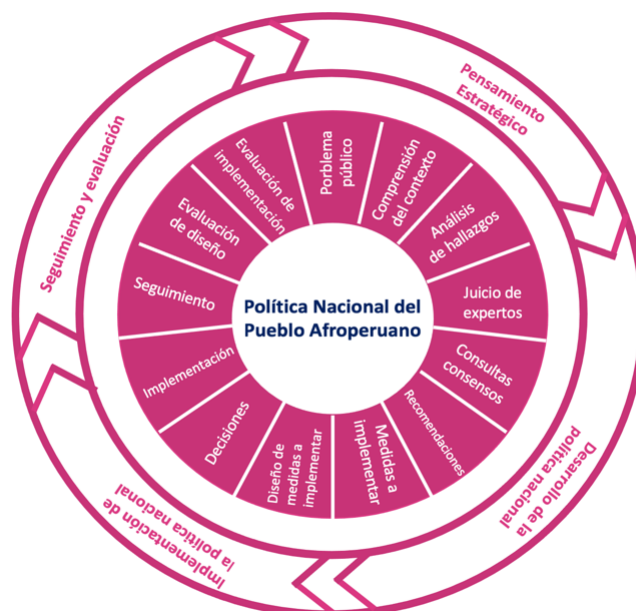 Pensamiento
Estratégico
Desarrollo de la
política nacional
Implementación de
la política nacional
Seguimiento y evaluación
Porblema
público
Comprensión
del contexto
Análisis
de hallazgos
Juicio de
expertos
Consultas
consensos
Recomendaciones
Medidas a
implementar
Diseño de
medidas a
implementar
Decisiones
Implementación
Seguimiento
Evaluación
de diseño
Evaluación de
implementación
Política Nacional del
Pueblo Afroperuano